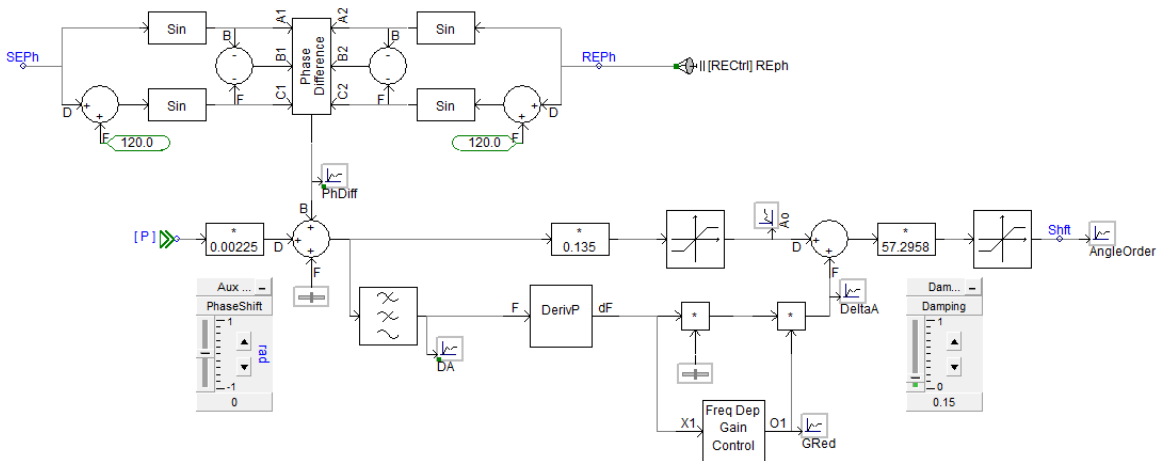 A1
A2
Sin
Sin
B
B
SEPh
B1
Phase
Difference
B2
REPh
|| [RECtrl] REph
-
-
-
-
F
F
C1
C2
D
+
+
Sin
Sin
+
+
D
F
F
120.0
120.0
PhDiff
B
[ P ]
*
0.00225
D
+
+
+
F
*
0.135
Ao
D
+
+
F
*
57.2958
Shft
AngleOrder
Aux ...
PhaseShift
1
rad
-1
0
DA
F
DerivP
dF
*
*
DeltaA
Dam...
Damping
1
0
0.15
X1
Freq Dep
Gain
Control
O1
GRed